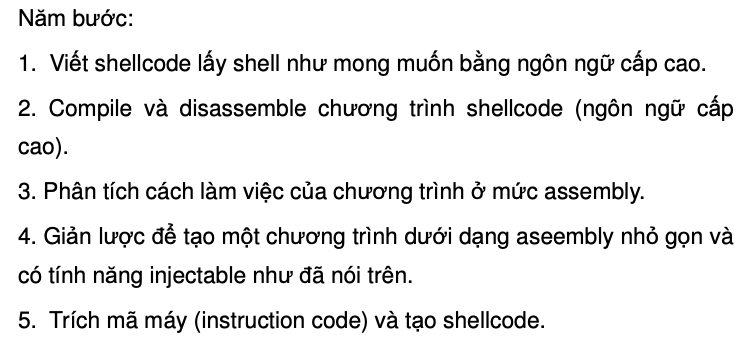 Năm bước:
1. Viết shellcode lấy shell như mong muốn bằng ngôn ngữ cấp cao.
2. Compile và disassemble chương trình shellcode (ngôn ngữ cấp
cao).
3. Phân tích cách làm việc của chương trình ở mức assembly.
4. Giản lược để tạo một chương trình dưới dạng aseembly nhỏ gọn và
có tính năng injectable như đã nói trên.
5. Trích mã máy (instruction code) và tạo shellcode.